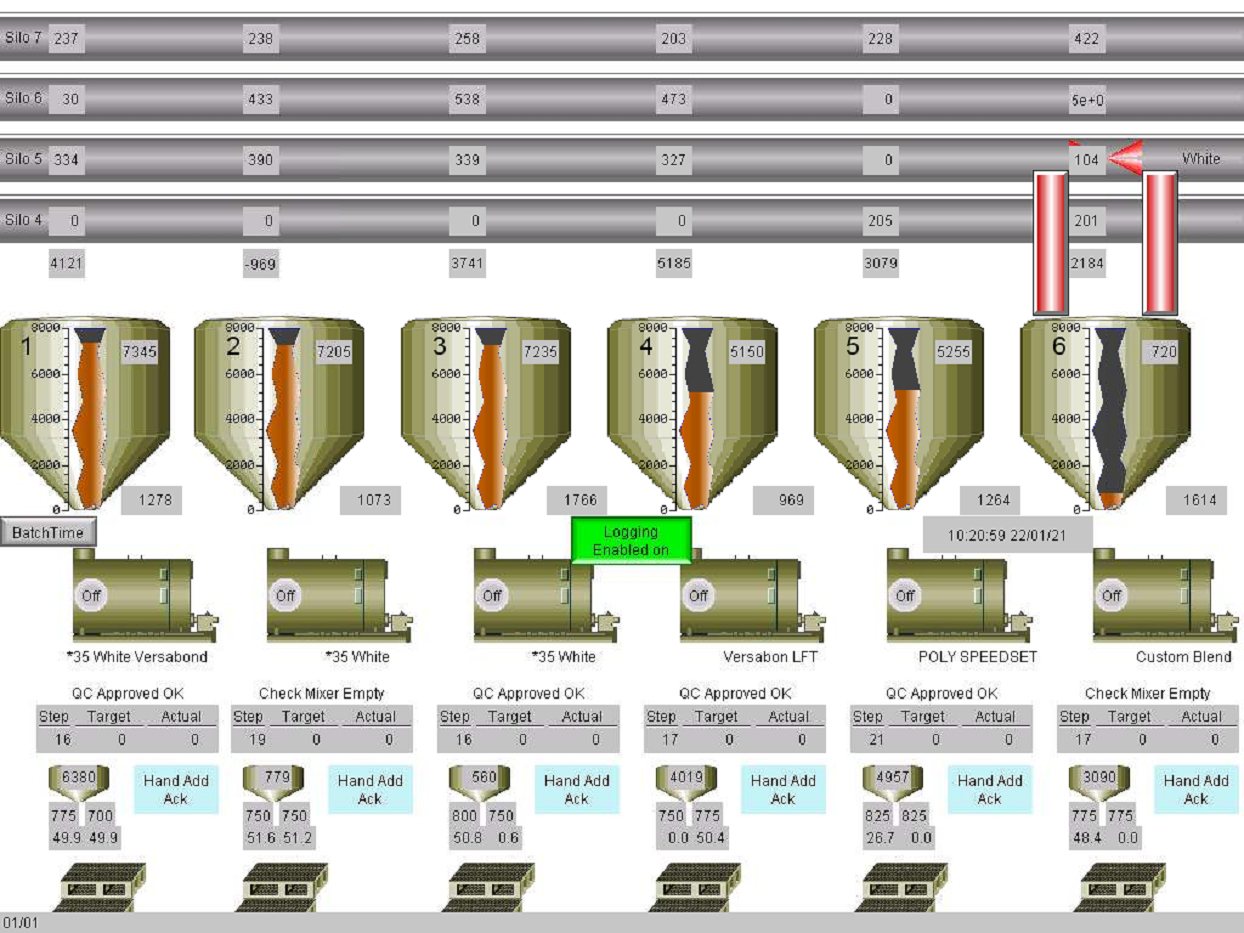 Silo 7 237 238 258 203 228 422
Silo 6 30 433 538 473 0 5e+0
Silo 5 334 390 339 327 0 104 White
Silo 4 0 0 0 0 205 201
4121 -969 3741 5185 3079 2184
8000 8000 8000 8000 8000 8000
1 7345 2 7205 3 7235 4 5150 5 5255 6 720
6000 6000 6000 6000 6000 6000
4000 4000 4000 4000 4000 4000
2000 2000 2000 2000 2000 2000
0 1278 0 1073 0 1766 0 969 0 1264 0 1614
BatchTime
Logging
Enabled on
10:20:59 22/01/21
Off Off Off Off Off Off
*35 White Versabond *35 White *35 White Versabon LFT POLY SPEEDSET Custom Blend
QC Approved OK Check Mixer Empty QC Approved OK QC Approved OK QC Approved OK Check Mixer Empty
Step Target Actual Step Target Actual Step Target Actual Step Target Actual Step Target Actual Step Target Actual
16 0 0 19 0 0 16 0 0 17 0 0 21 0 0 17 0 0
6380 Hand Add 779 Hand Add 560 Hand Add 4019 Hand Add 4957 Hand Add 3090 Hand Add
Ack Ack Ack Ack Ack Ack
775 700 750 750 800 750 750 775 825 825 775 775
49.9 49.9 51.6 51.2 50.8 0.6 0.0 50.4 26.7 0.0 48.4 0.0
01/01